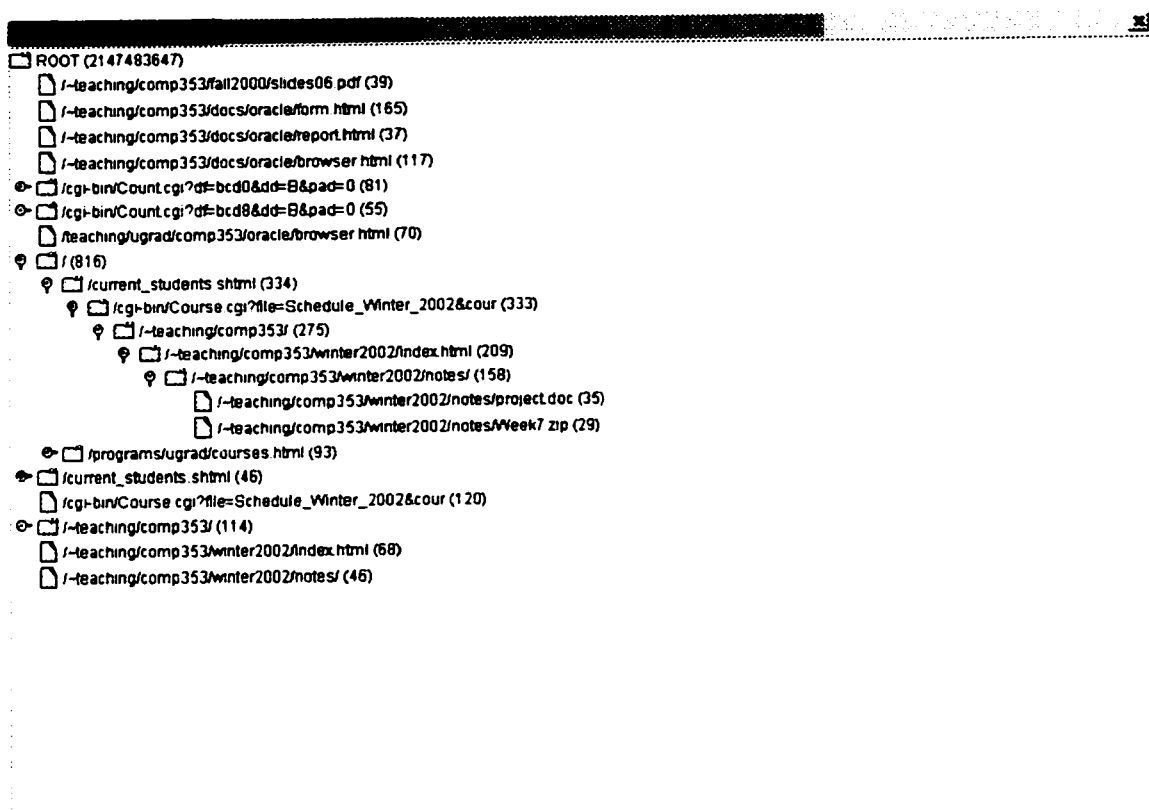 ROOT (2147483647)
/~teaching/comp353/fall2000/slides06.pdf (39)
/~teaching/comp353/docs/oracle/form.html (165)
/~teaching/comp353/docs/oracle/report.html (37)
/~teaching/comp353/docs/oracle/browser.html (117)
/cgi-bin/Count.cgi?df=bcd0&dd=B&pad=0 (81)
/cgi-bin/Count.cgi?df=bcd8&dd=B&pad=0 (55)
/teaching/ugrad/comp353/oracle/browser.html (70)
/ (816)
/current_students.shtml (334)
/cgi-bin/Course.cgi?file=Schedule_Winter_2002&cour (333)
/~teaching/comp353/ (275)
/~teaching/comp353/winter2002/index.html (209)
/~teaching/comp353/winter2002/notes/ (158)
/~teaching/comp353/winter2002/notes/project.doc (35)
/~teaching/comp353/winter2002/notes/Week7.zip (29)
/programs/ugrad/courses.html (93)
/current_students.shtml (46)
/cgi-bin/Course.cgi?file=Schedule_Winter_2002&cour (120)
/~teaching/comp353/ (114)
/~teaching/comp353/winter2002/index.html (68)
/~teaching/comp353/winter2002/notes/ (46)